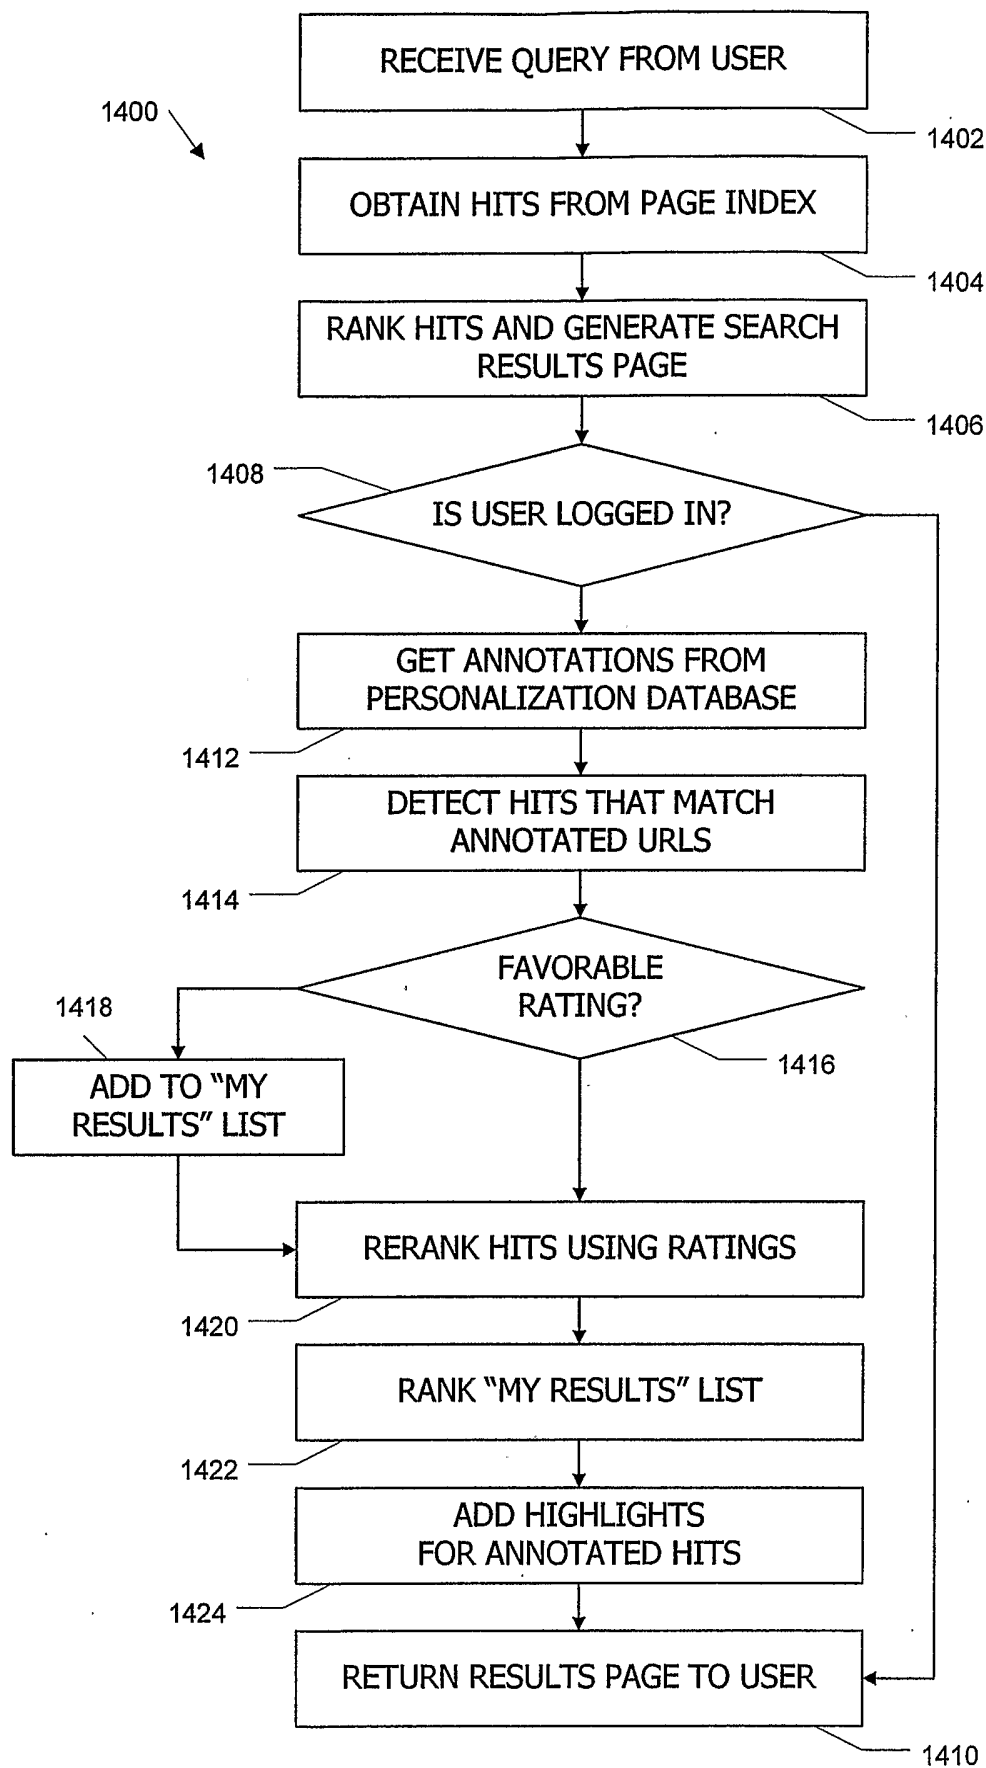 RECEIVE QUERY FROM USER
1400
1402
OBTAIN HITS FROM PAGE INDEX
1404
RANK HITS AND GENERATE SEARCH
RESULTS PAGE
1406
1408
IS USER LOGGED IN?
GET ANNOTATIONS FROM
PERSONALIZATION DATABASE
1412
DETECT HITS THAT MATCH
ANNOTATED URLS
1414
FAVORABLE
RATING?
1416
1418
ADD TO “MY
RESULTS” LIST
RERANK HITS USING RATINGS
1420
RANK “MY RESULTS” LIST
1422
ADD HIGHLIGHTS
FOR ANNOTATED HITS
1424
RETURN RESULTS PAGE TO USER
1410